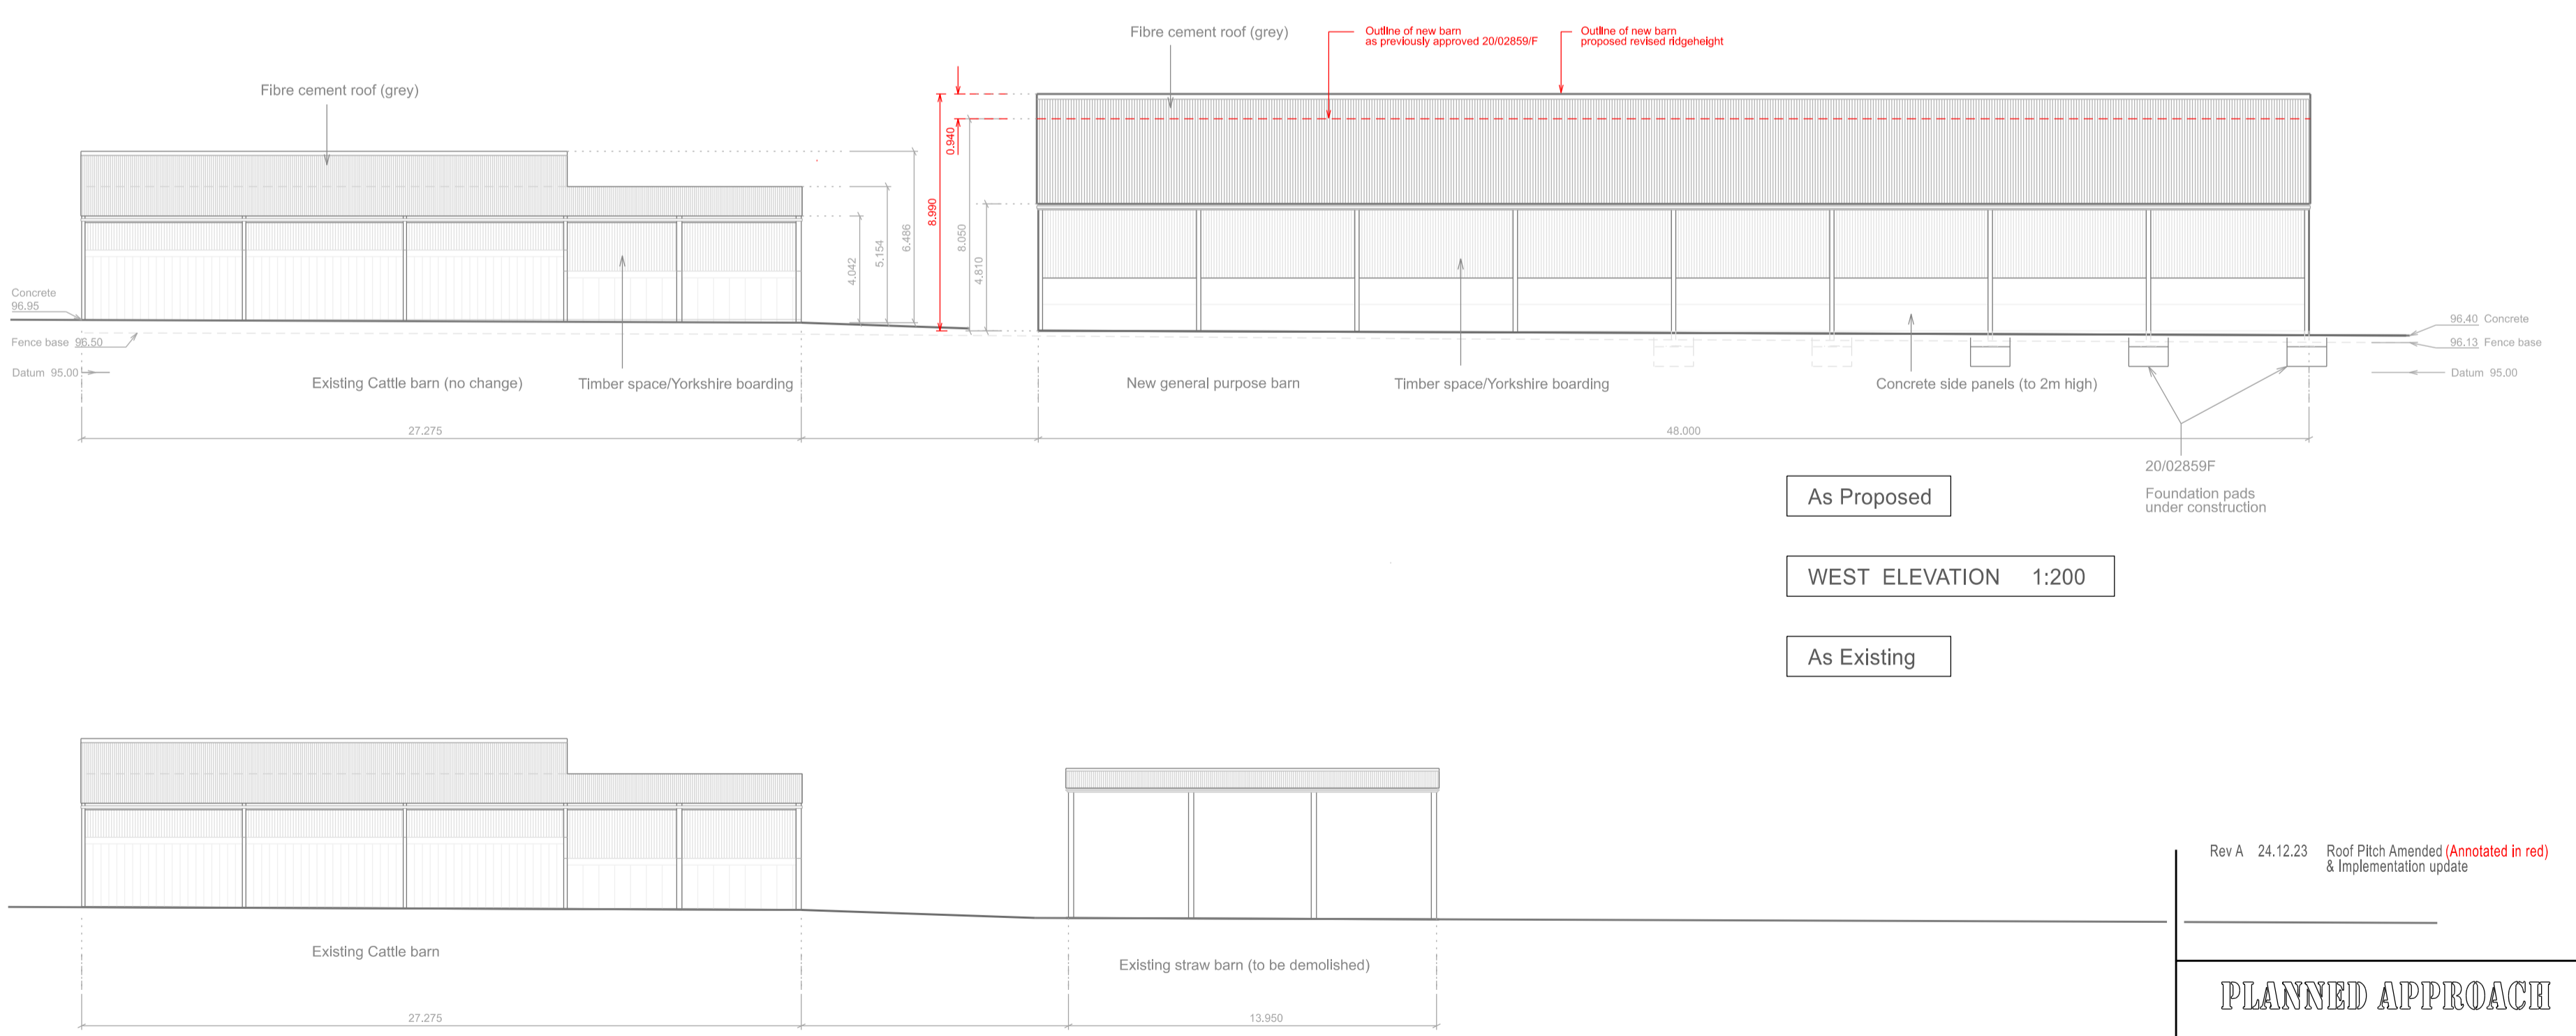 Fibre cement roof (grey)
Outline of new barn
as previously approved 20/02859/F
Outline of new barn
proposed revised ridgeheight
Fibre cement roof (grey)
0.940
8.990
8.050
4.810
6.486
5.154
4.042
Concrete
96.95
Fence base 96.50
Datum 95.00
Existing Cattle barn (no change)
Timber space/Yorkshire boarding
New general purpose barn
Timber space/Yorkshire boarding
Concrete side panels (to 2m high)
96.40 Concrete
96.13 Fence base
Datum 95.00
27.275
48.000
20/02859F
Foundation pads
under construction
As Proposed
WEST ELEVATION 1:200
As Existing
Existing Cattle barn
Existing straw barn (to be demolished)
27.275
13.950
Rev A 24.12.23 Roof Pitch Amended (Annotated in red)
& Implementation update
PLANNED APPROACH